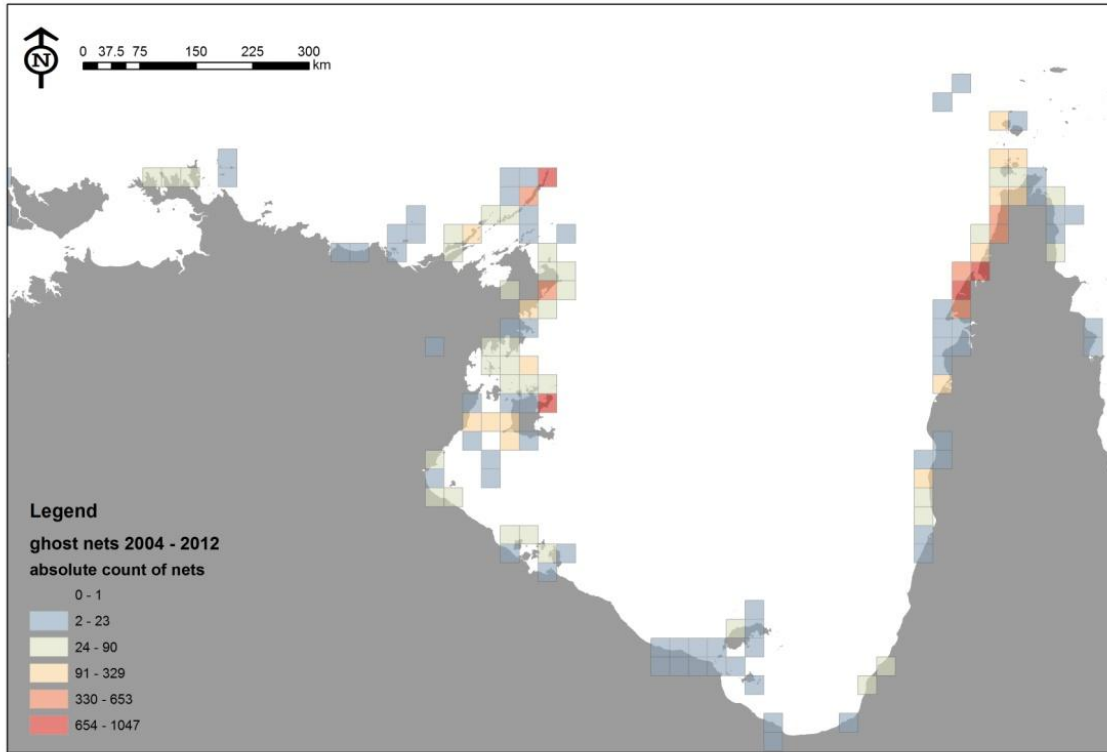 N
0 37.5 75 150 225 300
km
Legend
ghost nets 2004 - 2012
absolute count of nets
0 - 1
2 - 23
24 - 90
91 - 329
330 - 653
654 - 1047